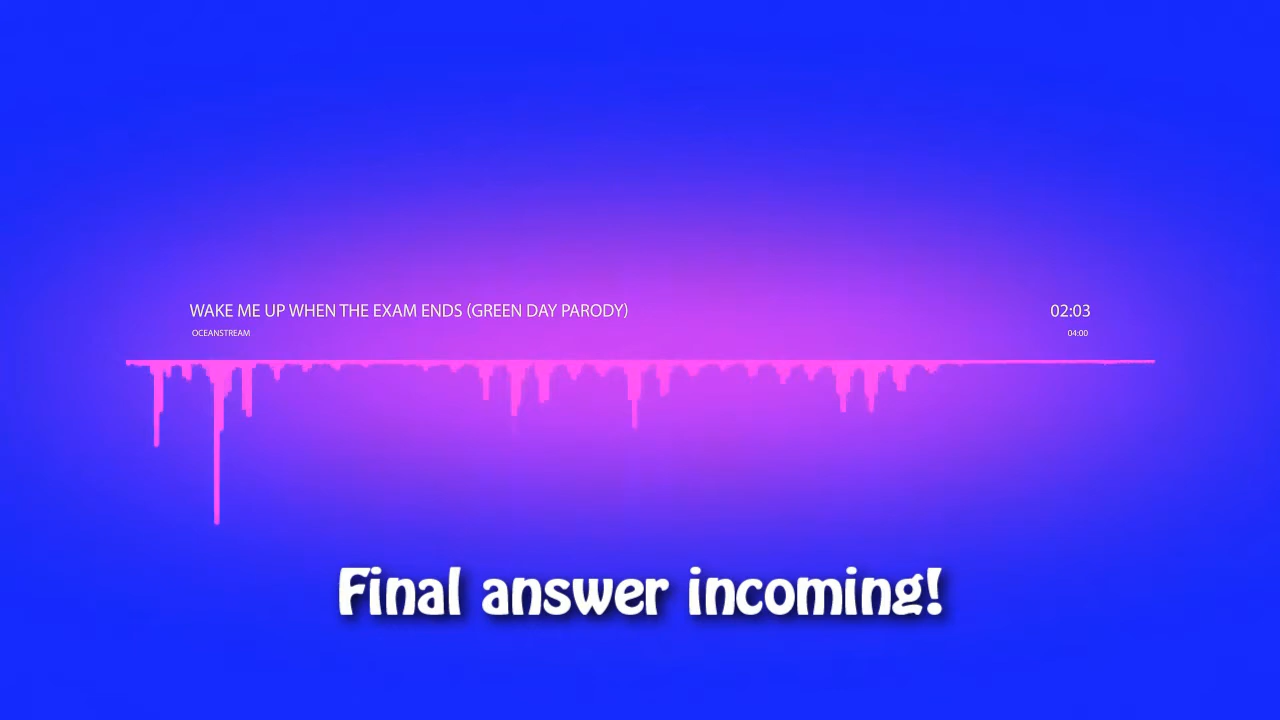 WAKE ME UP WHEN THE EXAM ENDS (GREEN DAY PARODY)
02:03
OCEANSTREAM
04:00
Final answer incoming!